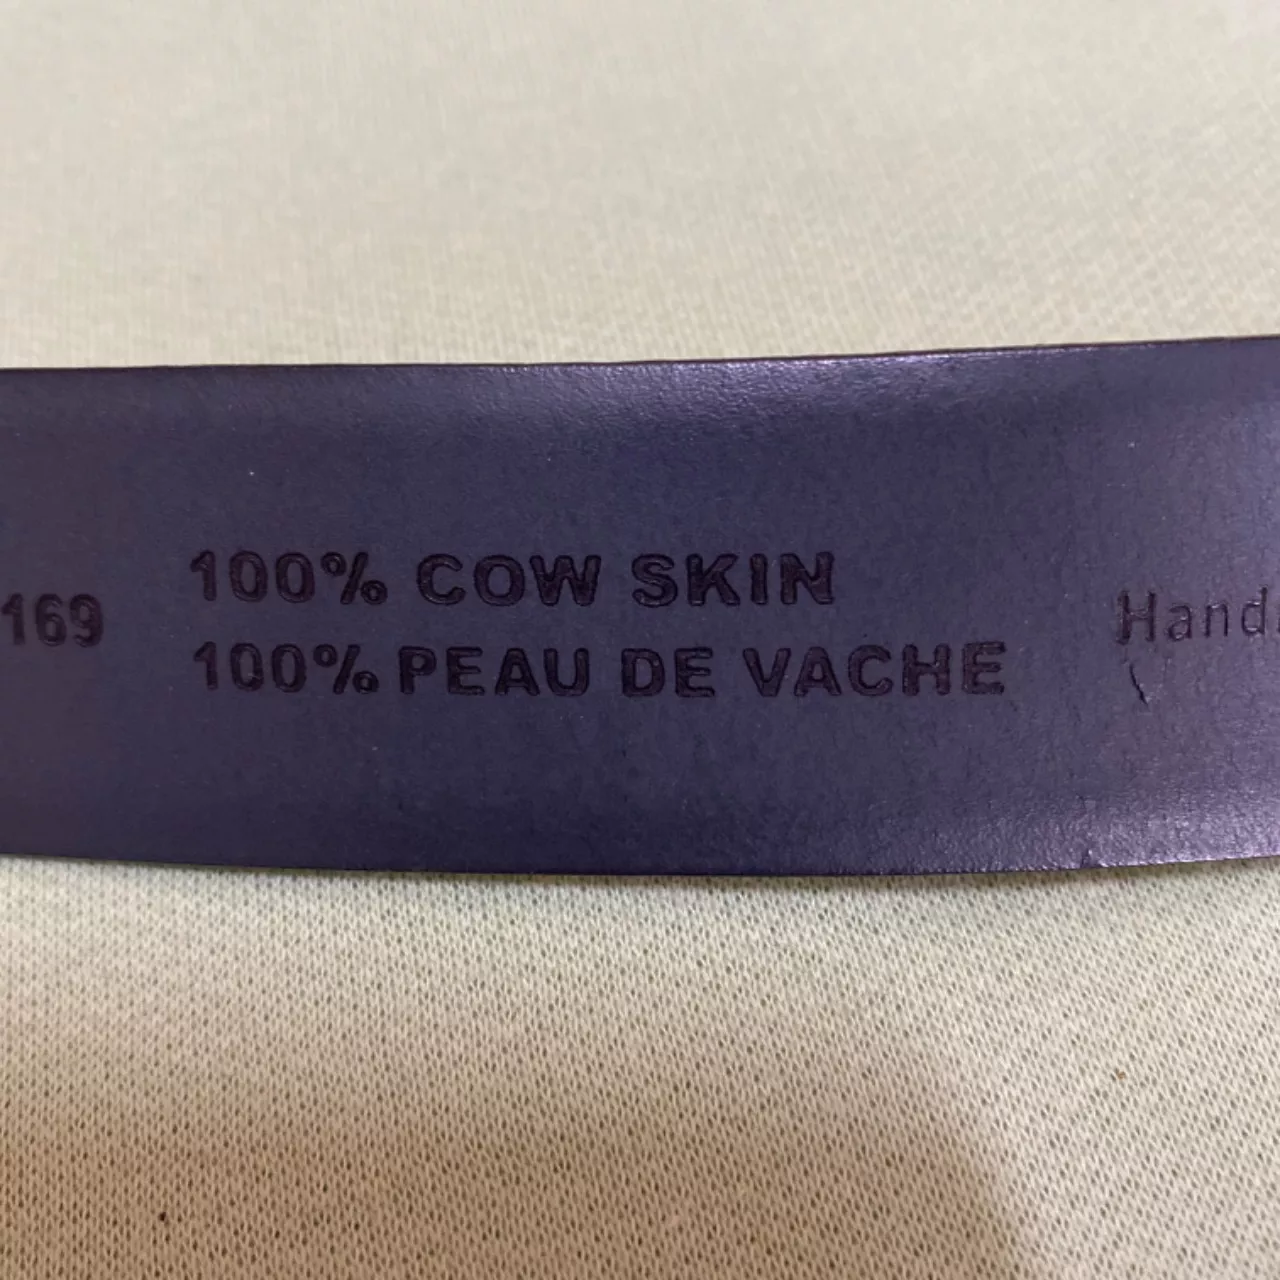 169
100% COW SKIN
100% PEAU DE VACHE